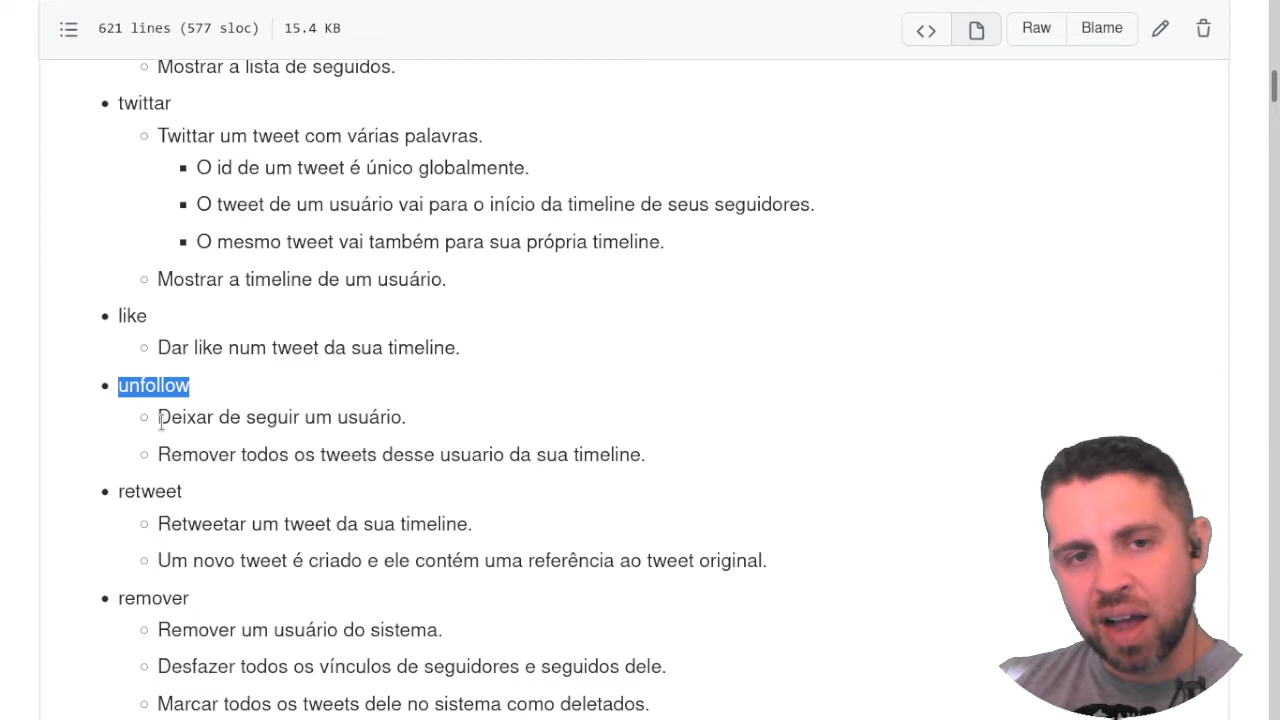 621 lines (577 sloc) 15.4 KB Raw Blame
Mostrar a lista de seguidos.
twittar
Twittar um tweet com várias palavras.
O id de um tweet é único globalmente.
O tweet de um usuário vai para o início da timeline de seus seguidores.
O mesmo tweet vai também para sua própria timeline.
Mostrar a timeline de um usuário.
like
Dar like num tweet da sua timeline.
unfollow
Deixar de seguir um usuário.
Remover todos os tweets desse usuario da sua timeline.
retweet
Retweetar um tweet da sua timeline.
Um novo tweet é criado e ele contém uma referência ao tweet original.
remover
Remover um usuário do sistema.
Desfazer todos os vínculos de seguidores e seguidos dele.
Marcar todos os tweets dele no sistema como deletados.